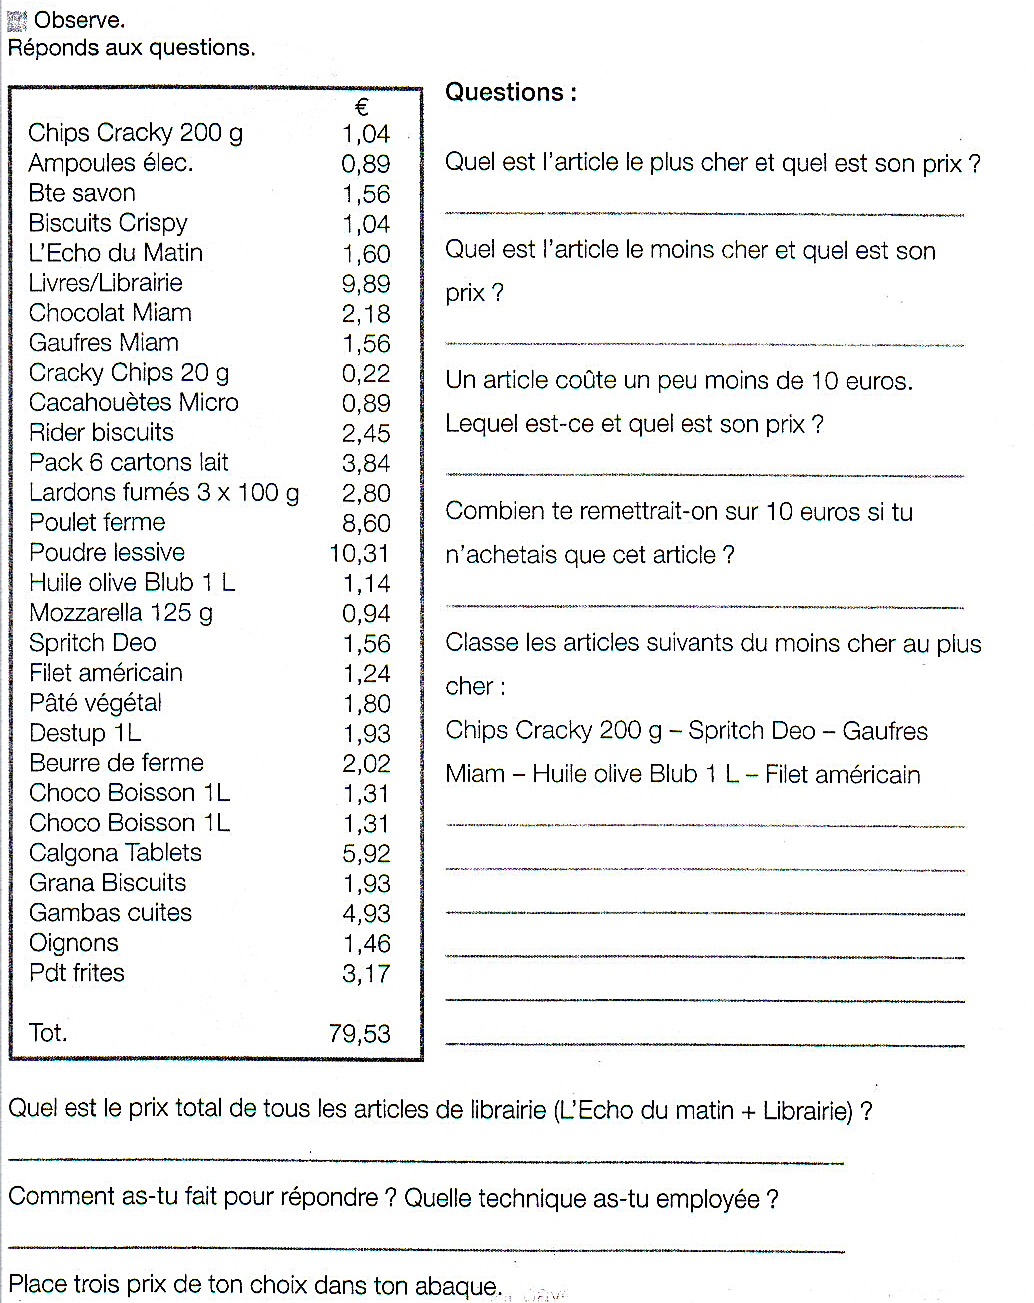 Observe.
Réponds aux questions.
€
Chips Cracky 200 g 1,04
Ampoules élec. 0,89
Bte savon 1,56
Biscuits Crispy 1,04
L'Echo du Matin 1,60
Livres/Librairie 9,89
Chocolat Miam 2,18
Gaufres Miam 1,56
Cracky Chips 20 g 0,22
Cacahouètes Micro 0,89
Rider biscuits 2,45
Pack 6 cartons lait 3,84
Lardons fumés 3 x 100 g 2,80
Poulet ferme 8,60
Poudre lessive 10,31
Huile olive Blub 1 L 1,14
Mozzarella 125 g 0,94
Spritch Deo 1,56
Filet américain 1,24
Pâté végétal 1,80
Destup 1L 1,93
Beurre de ferme 2,02
Choco Boisson 1L 1,31
Choco Boisson 1L 1,31
Calgona Tablets 5,92
Grana Biscuits 1,93
Gambas cuites 4,93
Oignons 1,46
Pdt frites 3,17
Tot. 79,53
Questions :
Quel est l'article le plus cher et quel est son prix ?
Quel est l'article le moins cher et quel est son
prix ?
Un article coûte un peu moins de 10 euros.
Lequel est-ce et quel est son prix ?
Combien te remettrait-on sur 10 euros si tu
n'achetais que cet article ?
Classe les articles suivants du moins cher au plus
cher :
Chips Cracky 200 g – Spritch Deo – Gaufres
Miam – Huile olive Blub 1 L – Filet américain
Quel est le prix total de tous les articles de librairie (L'Echo du matin + Librairie) ?
Comment as-tu fait pour répondre ? Quelle technique as-tu employée ?
Place trois prix de ton choix dans ton abaque.